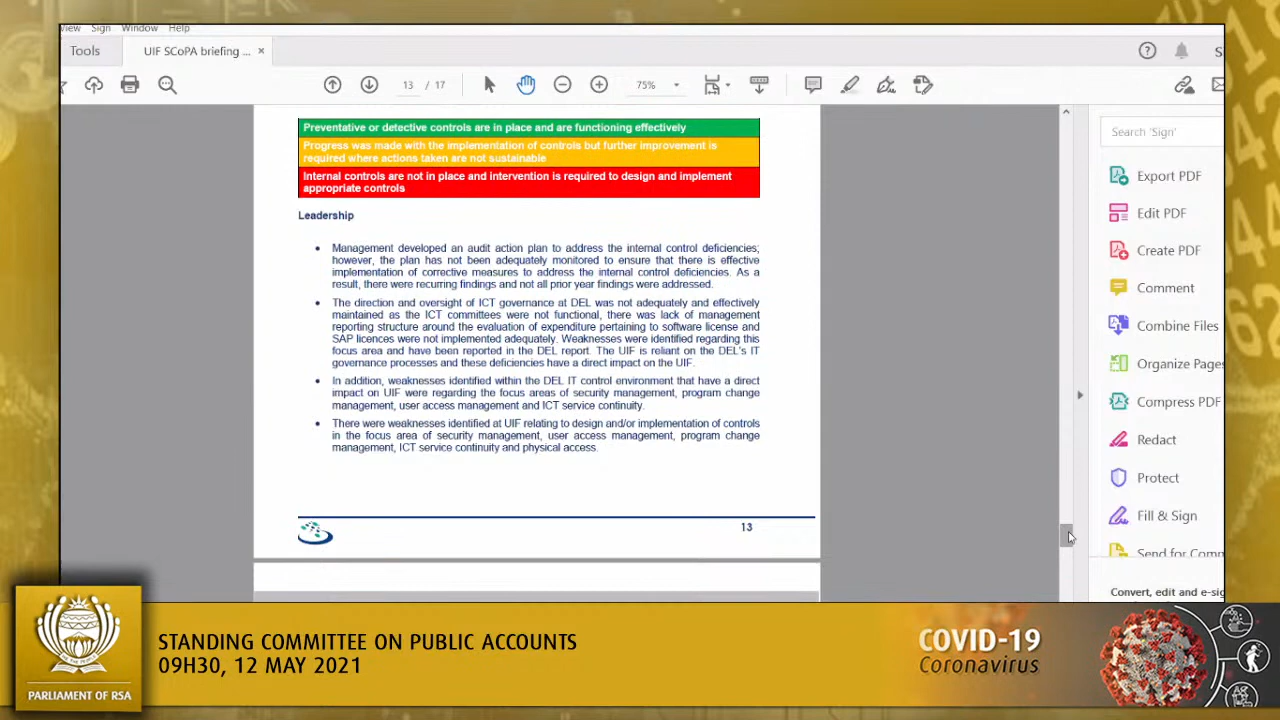 View Sign Window Help
Tools UIF SCoPA briefing ... ×
13 / 17 75%
Preventative or detective controls are in place and are functioning effectively
Progress was made with the implementation of controls but further improvement is
required where actions taken are not sustainable
Internal controls are not in place and intervention is required to design and implement
appropriate controls
Leadership
• Management developed an audit action plan to address the internal control deficiencies;
however, the plan has not been adequately monitored to ensure that there is effective
implementation of corrective measures to address the internal control deficiencies. As a
result, there were recurring findings and not all prior year findings were addressed.
• The direction and oversight of ICT governance at DEL was not adequately and effectively
maintained as the ICT committees were not functional, there was lack of management
reporting structure around the evaluation of expenditure pertaining to software license and
SAP licences were not implemented adequately. Weaknesses were identified regarding this
focus area and have been reported in the DEL report. The UIF is reliant on the DEL's IT
governance processes and these deficiencies have a direct impact on the UIF.
• In addition, weaknesses identified within the DEL IT control environment that have a direct
impact on UIF were regarding the focus areas of security management, program change
management, user access management and ICT service continuity.
• There were weaknesses identified at UIF relating to design and/or implementation of controls
in the focus area of security management, user access management, program change
management, ICT service continuity and physical access.
13
Search 'Sign'
Export PDF
Edit PDF
Create PDF
Comment
Combine Files
Organize Pages
Compress PDF
Redact
Protect
Fill & Sign
Send for Comm
Convert, edit and e-sig
STANDING COMMITTEE ON PUBLIC ACCOUNTS
09H30, 12 MAY 2021
PARLIAMENT OF RSA
COVID-19
Coronavirus